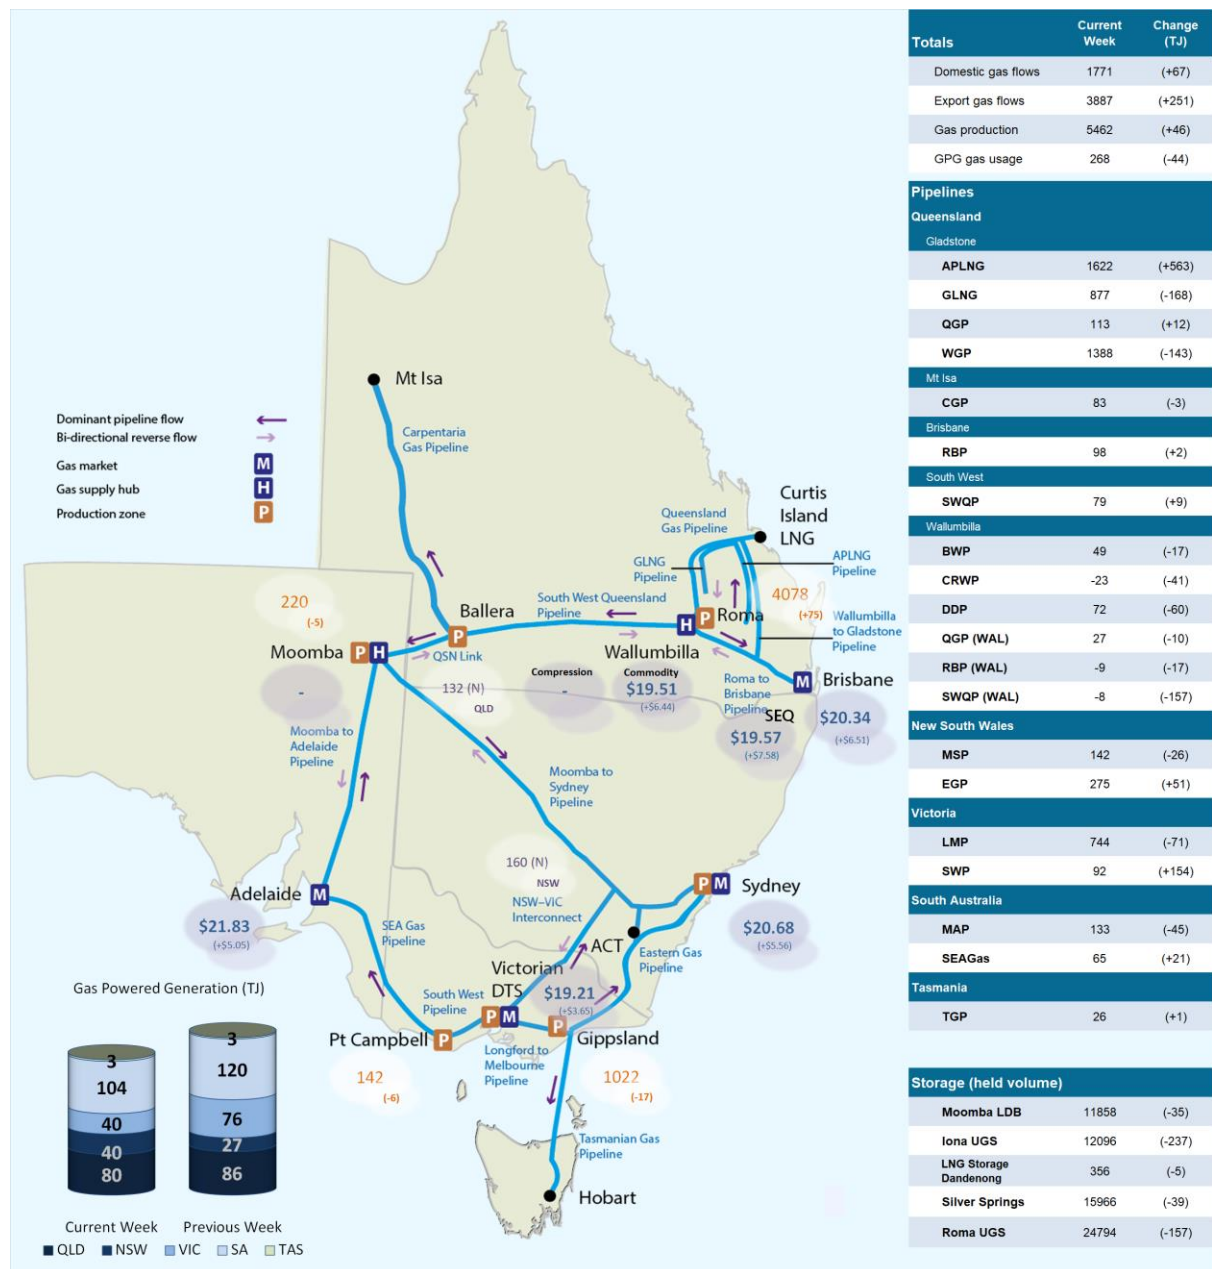 Mt Isa
Dominant pipeline flow
Bi-directional reverse flow
Gas market M
Gas supply hub H
Production zone P
Carpentaria
Gas Pipeline
Curtis
Island
LNG
Queensland
Gas Pipeline
GLNG
Pipeline
APLNG
Pipeline
4078
(+75)
220
(-5)
Ballera
P
South West Queensland
Pipeline
H P Roma
Wallumbilla
Wallumbilla
to Gladstone
Pipeline
Moomba P H
QSN Link
-
132 (N)
QLD
Compression
-
Commodity
$19.51
(+$6.44)
Roma to
Brisbane
Pipeline
M Brisbane
SEQ
$19.57
(+$7.58)
$20.34
(+$6.51)
Moomba to
Adelaide
Pipeline
Moomba to
Sydney
Pipeline
160 (N)
NSW
NSW–VIC
Interconnect
P M Sydney
$20.68
(+$5.56)
Adelaide M
$21.83
(+$5.05)
SEA Gas
Pipeline
ACT
Eastern Gas
Pipeline
Victorian
DTS
$19.21
(+$3.65)
South West
Pipeline
P M
P
Pt Campbell P
142
(-6)
Longford to
Melbourne
Pipeline
Gippsland
1022
(-17)
Tasmanian Gas
Pipeline
Hobart
Gas Powered Generation (TJ)
3
104
40
40
80
3
120
76
27
86
Current Week Previous Week
QLD NSW VIC SA TAS
Totals Current Week Change (TJ)
Domestic gas flows 1771 (+67)
Export gas flows 3887 (+251)
Gas production 5462 (+46)
GPG gas usage 268 (-44)
Pipelines
Queensland
Gladstone
APLNG 1622 (+563)
GLNG 877 (-168)
QGP 113 (+12)
WGP 1388 (-143)
Mt Isa
CGP 83 (-3)
Brisbane
RBP 98 (+2)
South West
SWQP 79 (+9)
Wallumbilla
BWP 49 (-17)
CRWP -23 (-41)
DDP 72 (-60)
QGP (WAL) 27 (-10)
RBP (WAL) -9 (-17)
SWQP (WAL) -8 (-157)
New South Wales
MSP 142 (-26)
EGP 275 (+51)
Victoria
LMP 744 (-71)
SWP 92 (+154)
South Australia
MAP 133 (-45)
SEAGas 65 (+21)
Tasmania
TGP 26 (+1)
Storage (held volume)
Moomba LDB 11858 (-35)
Iona UGS 12096 (-237)
LNG Storage
Dandenong 356 (-5)
Silver Springs 15966 (-39)
Roma UGS 24794 (-157)